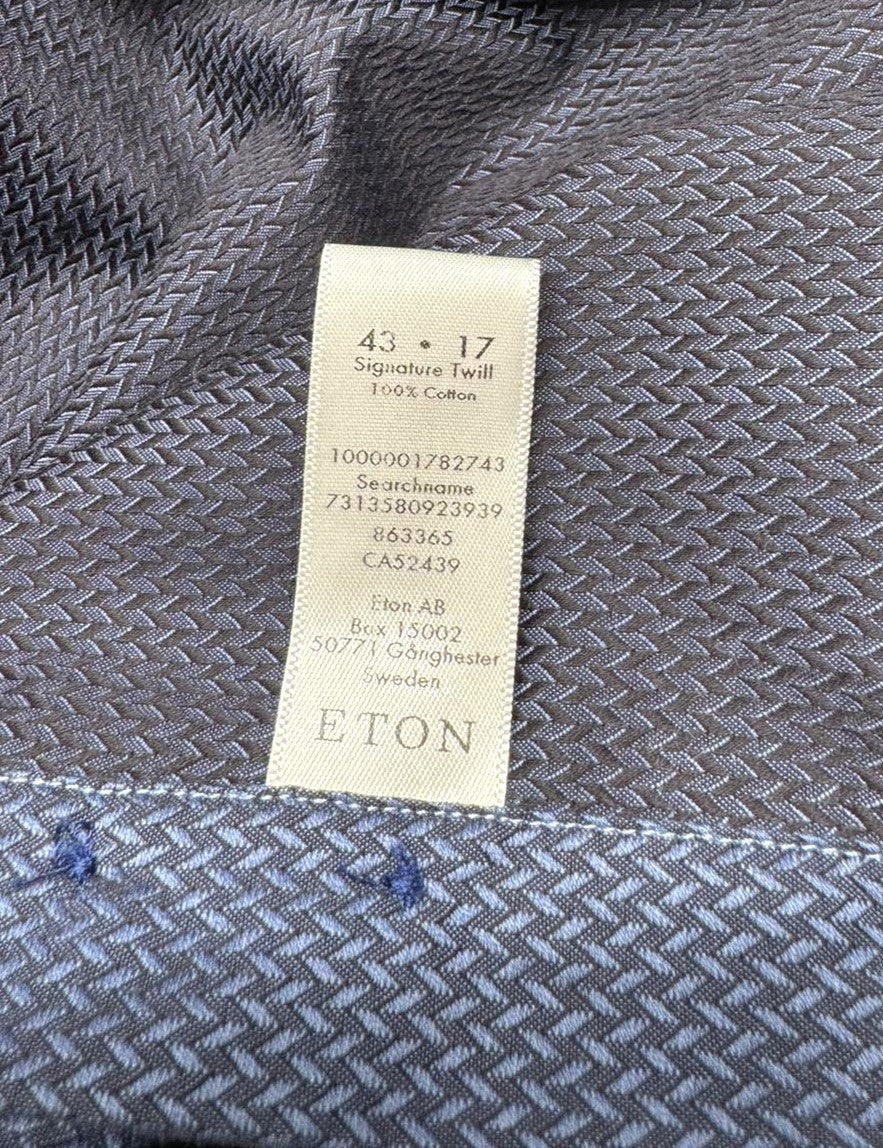 43 • 17
Signature Twill
100% Cotton
1000001782743
Searchname
7313580923939
863365
CA52439
Eton AB
Box 15002
50771 Gånghester
Sweden
ETON